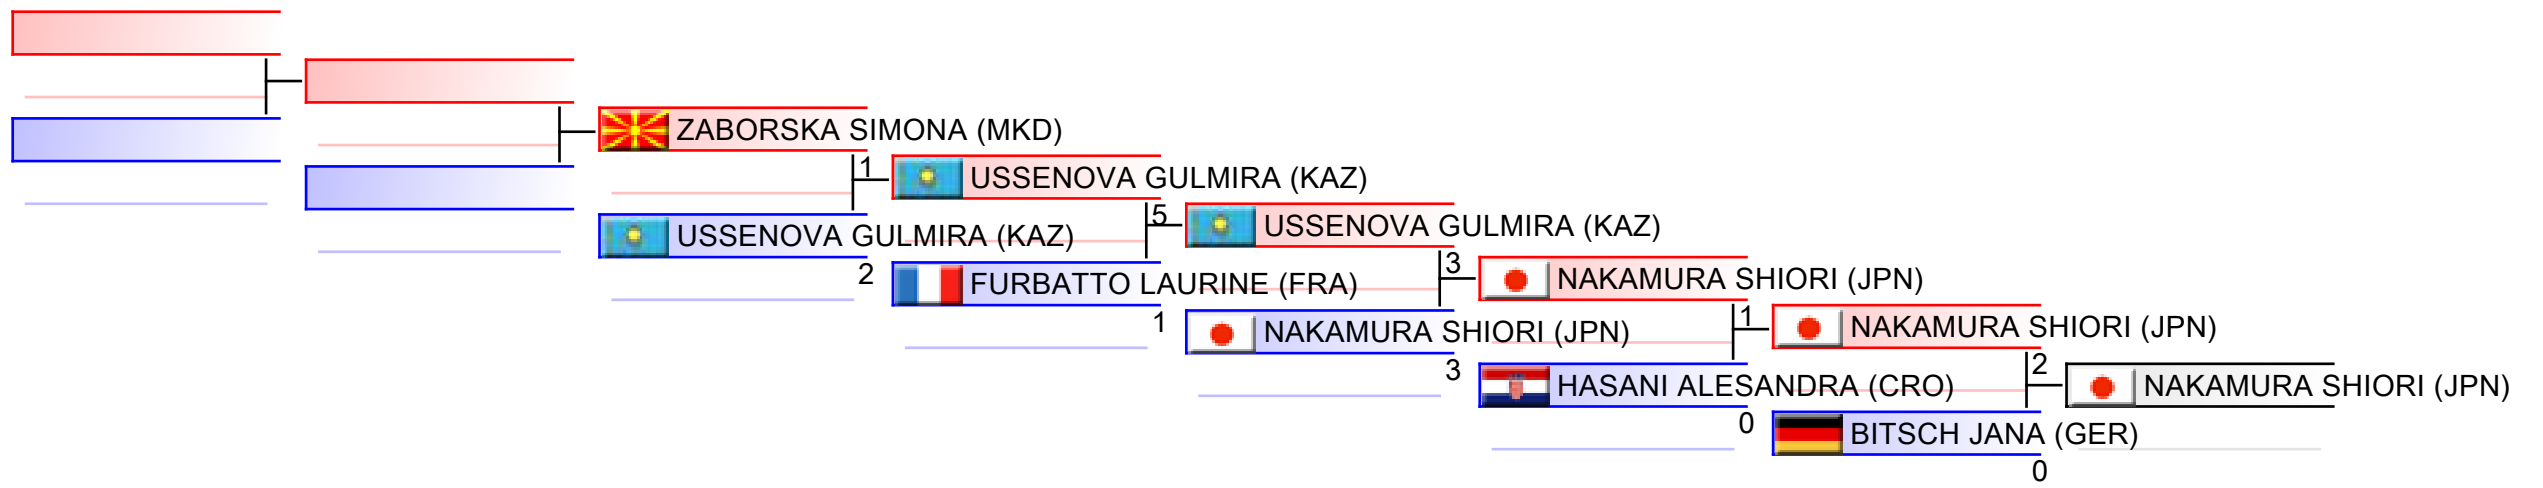 ZABORSKA SIMONA (MKD)
1
USSENOVA GULMIRA (KAZ)
2
USSENOVA GULMIRA (KAZ)
5
FURBATTO LAURINE (FRA)
1
USSENOVA GULMIRA (KAZ)
3
NAKAMURA SHIORI (JPN)
3
NAKAMURA SHIORI (JPN)
1
HASANI ALESANDRA (CRO)
0
NAKAMURA SHIORI (JPN)
2
BITSCH JANA (GER)
0
NAKAMURA SHIORI (JPN)